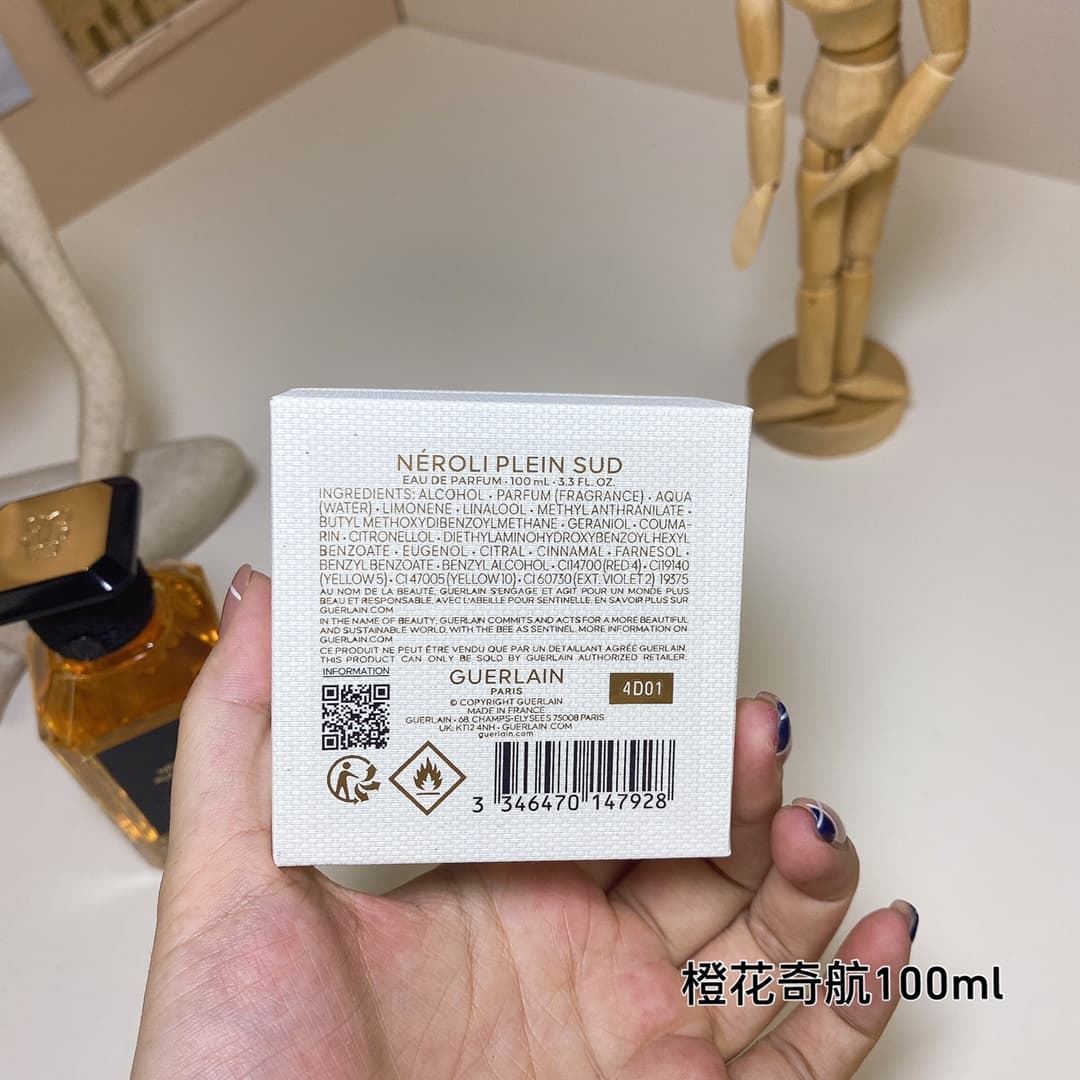 NÉROLI PLEIN SUD
EAU DE PARFUM • 100 mL • 3.3 FL. OZ.
INGREDIENTS: ALCOHOL • PARFUM (FRAGRANCE) • AQUA
(WATER) • LIMONENE • LINALOOL • METHYL ANTHRANILATE •
BUTYL METHOXYDIBENZOYLMETHANE • GERANIOL • COUMA-
RIN • CITRONELLOL • DIETHYLAMINOHYDROXYBENZOYL HEXYL
BENZOATE • EUGENOL • CITRAL • CINNAMAL • FARNESOL •
BENZYL BENZOATE • BENZYL ALCOHOL • CI14700 (RED 4) • CI19140
(YELLOW 5) • CI 47005 (YELLOW 10) • CI 60730 (EXT. VIOLET 2) 19375
AU NOM DE LA BEAUTÉ, GUERLAIN S'ENGAGE ET AGIT POUR UN MONDE PLUS
BEAU ET RESPONSABLE, AVEC L'ABEILLE POUR SENTINELLE. EN SAVOIR PLUS SUR
GUERLAIN.COM
IN THE NAME OF BEAUTY, GUERLAIN COMMITS AND ACTS FOR A MORE BEAUTIFUL
AND SUSTAINABLE WORLD, WITH THE BEE AS SENTINEL. MORE INFORMATION ON
GUERLAIN.COM
CE PRODUIT NE PEUT ÊTRE VENDU QUE PAR UN DETAILLANT AGRÉÉ GUERLAIN.
THIS PRODUCT CAN ONLY BE SOLD BY GUERLAIN AUTHORIZED RETAILER.
INFORMATION
GUERLAIN
PARIS
4D01
© COPYRIGHT GUERLAIN
MADE IN FRANCE
GUERLAIN • 68, CHAMPS-ELYSEES 75008 PARIS
UK: KT12 4NH • GUERLAIN.COM
guerlain.com
3 346470 147928
橙花奇航100ml